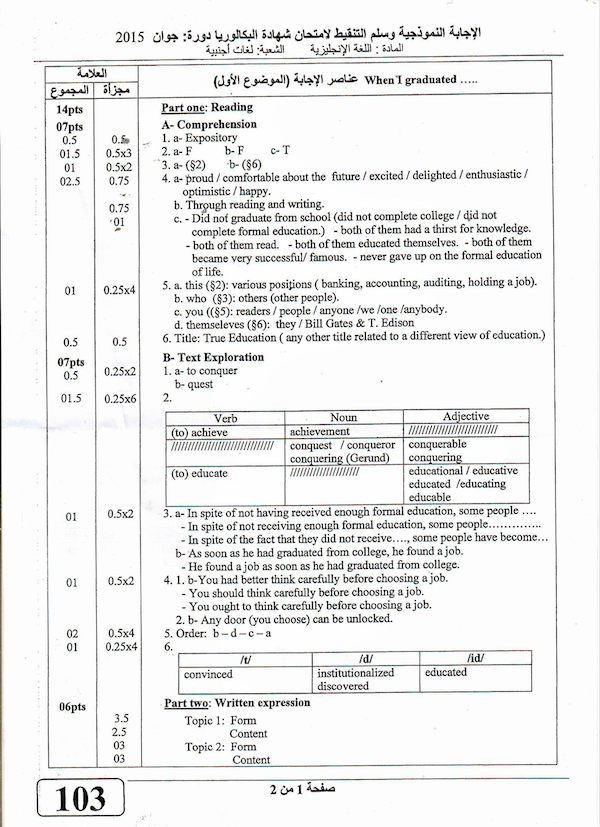 الإجابة النموذجية وسلم التنقيط لامتحان شهادة البكالوريا دورة: جوان 2015
المادة : اللغة الإنجليزية الشعبة: لغات أجنبية
العلامة
المجموع مجزأة عناصر الإجابة (الموضوع الأول) When I graduated …..
14pts Part one: Reading
07pts A- Comprehension
0.5 0.5 1. a- Expository
01.5 0.5x3 2. a- F b- F c- T
01 0.5x2 3. a- (§2) b- (§6)
02.5 0.75 4. a- proud / comfortable about the future / excited / delighted / enthusiastic /
optimistic / happy.
0.75 b. Through reading and writing.
01 c. - Did not graduate from school (did not complete college / did not
complete formal education.) - both of them had a thirst for knowledge.
- both of them read. - both of them educated themselves. - both of them
became very successful/ famous. - never gave up on the formal education
of life.
01 0.25x4 5. a. this (§2): various positions ( banking, accounting, auditing, holding a job).
b. who (§3): others (other people).
c. you ((§5): readers / people / anyone /we /one /anybody.
d. themseleves (§6): they / Bill Gates & T. Edison
0.5 0.5 6. Title: True Education ( any other title related to a different view of education.)
07pts B- Text Exploration
0.5 0.25x2 1. a- to conquer
b- quest
01.5 0.25x6 2.
Verb Noun Adjective
(to) achieve achievement ///////////////////////////
//////////////////////////////// conquest / conqueror conquerable
conquering (Gerund) conquering
(to) educate ///////////////////// educational / educative
educated /educating
educable
01 0.5x2 3. a- In spite of not having received enough formal education, some people ….
- In spite of not receiving enough formal education, some people…………..
- In spite of the fact that they did not receive…., some people have become…
b- As soon as he had graduated from college, he found a job.
- He found a job as soon as he had graduated from college.
01 0.5x2 4. 1. b-You had better think carefully before choosing a job.
- You should think carefully before choosing a job.
- You ought to think carefully before choosing a job.
2. b- Any door (you choose) can be unlocked.
02 0.5x4 5. Order: b – d – c – a
01 0.25x4 6.
/t/ /d/ /id/
convinced institutionalized educated
discovered
06pts Part two: Written expression
3.5 Topic 1: Form
2.5 Content
03 Topic 2: Form
03 Content
صفحة 1 من 2
103